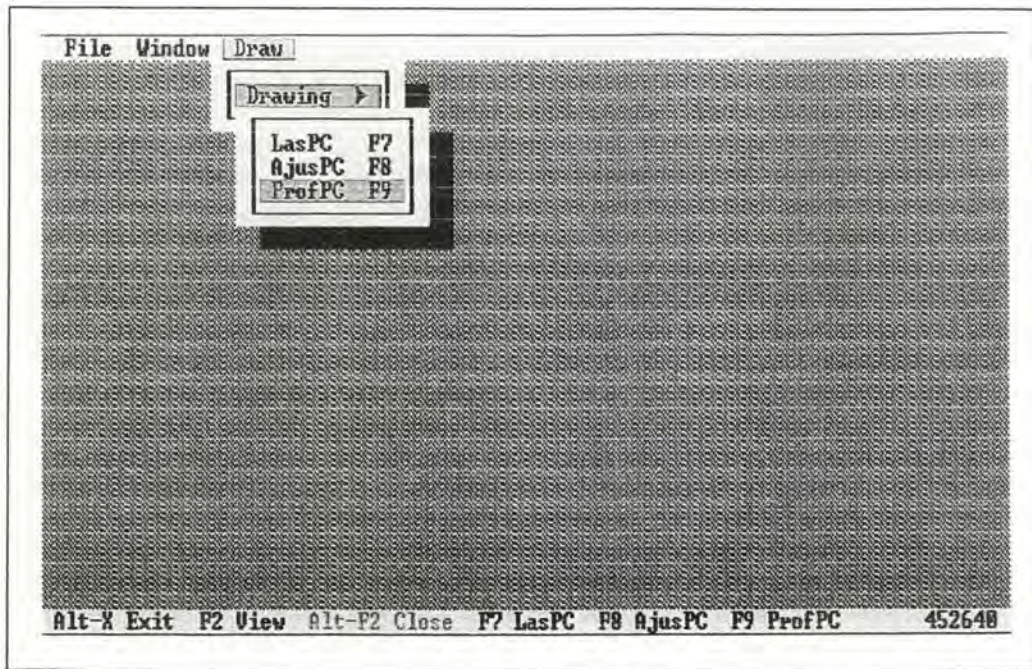 File Window Draw
Drawing
LasPC F7
AjusPC F8
ProfPC F9
Alt-X Exit F2 View Alt-F2 Close F7 LasPC F8 AjusPC F9 ProfPC 452640